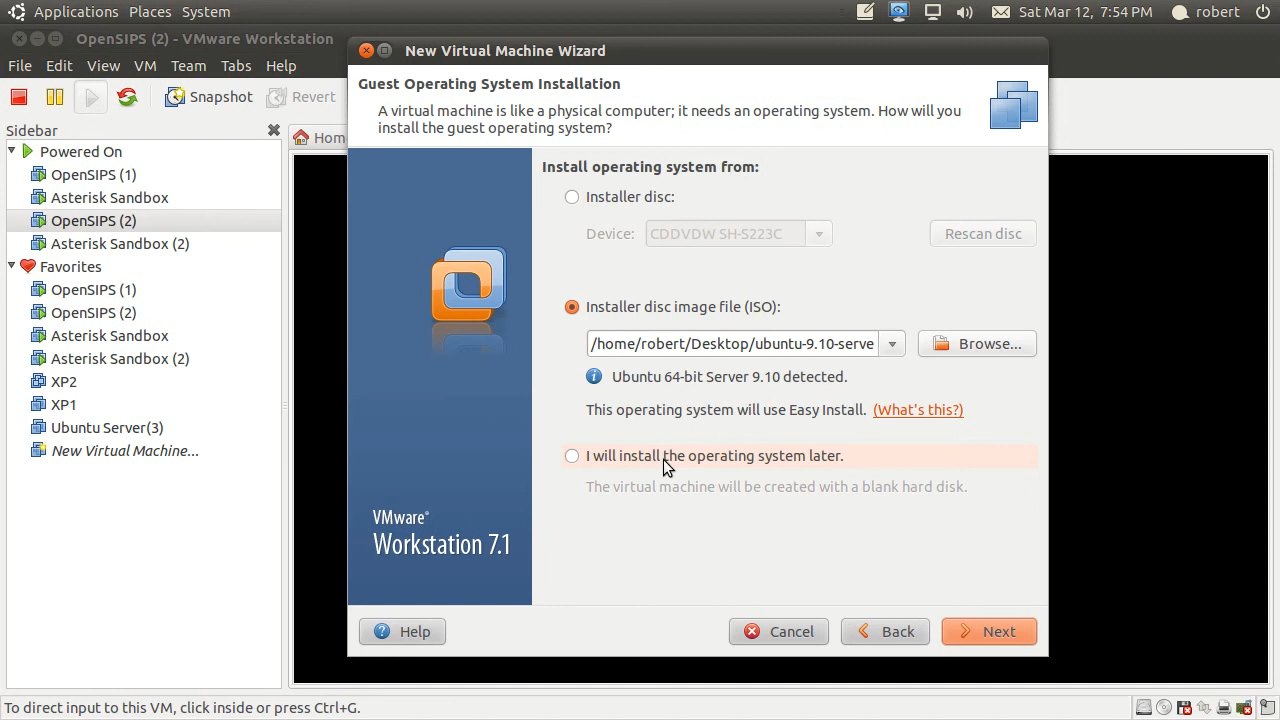 Applications Places System
Sat Mar 12, 7:54 PM robert
OpenSIPS (2) - VMware Workstation
File Edit View VM Team Tabs Help
Snapshot Revert
Sidebar
Powered On
OpenSIPS (1)
Asterisk Sandbox
OpenSIPS (2)
Asterisk Sandbox (2)
Favorites
OpenSIPS (1)
OpenSIPS (2)
Asterisk Sandbox
Asterisk Sandbox (2)
XP2
XP1
Ubuntu Server(3)
New Virtual Machine...
Hom
New Virtual Machine Wizard
Guest Operating System Installation
A virtual machine is like a physical computer; it needs an operating system. How will you
install the guest operating system?
Install operating system from:
Installer disc:
Device: CDDVDW SH-S223C Rescan disc
Installer disc image file (ISO):
/home/robert/Desktop/ubuntu-9.10-serve Browse...
Ubuntu 64-bit Server 9.10 detected.
This operating system will use Easy Install. (What's this?)
I will install the operating system later.
The virtual machine will be created with a blank hard disk.
VMware®
Workstation 7.1
Help Cancel Back Next
To direct input to this VM, click inside or press Ctrl+G.